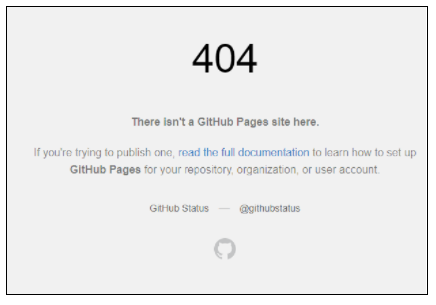 404
There isn't a GitHub Pages site here.
If you're trying to publish one, read the full documentation to learn how to set up
GitHub Pages for your repository, organization, or user account.
GitHub Status — @githubstatus